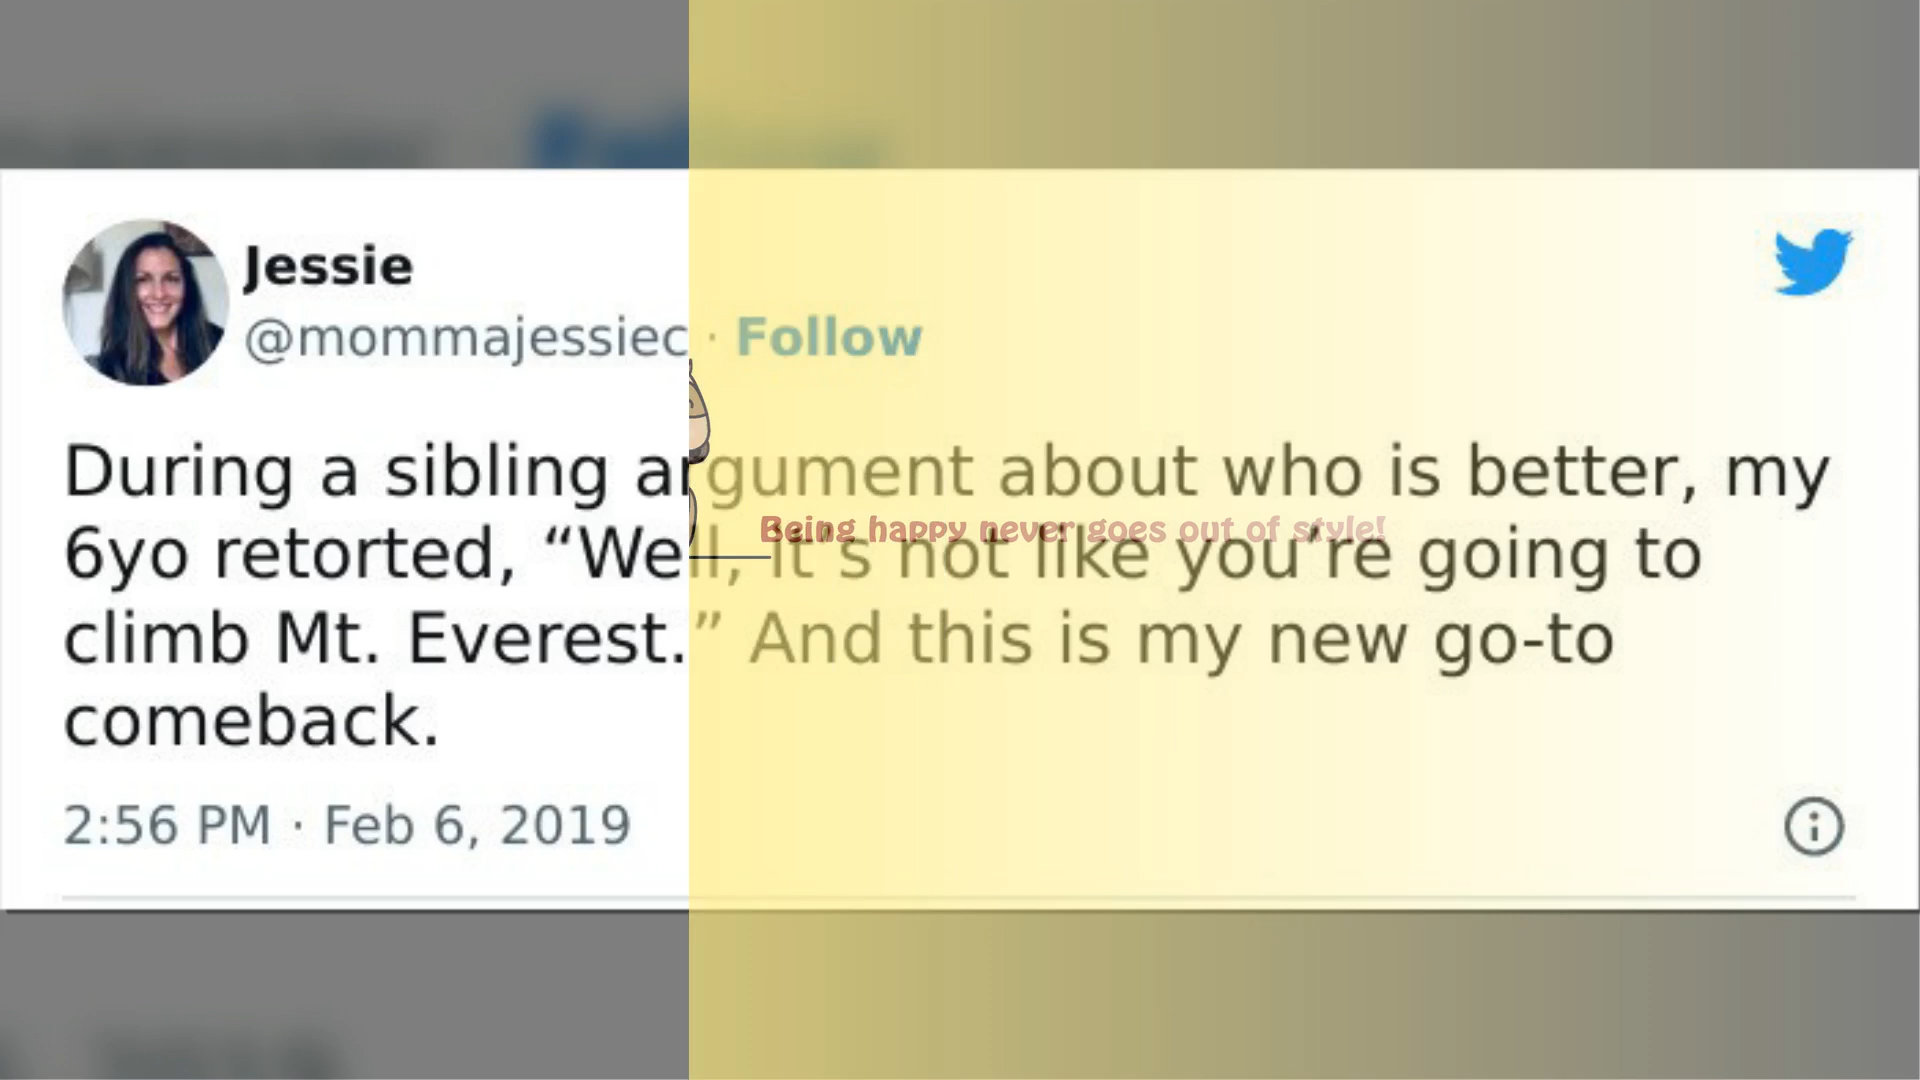 Jessie
@mommajessiec · Follow
During a sibling argument about who is better, my
Being happy never goes out of style!
6yo retorted, “Well, it’s not like you’re going to
climb Mt. Everest.” And this is my new go-to
comeback.
2:56 PM · Feb 6, 2019